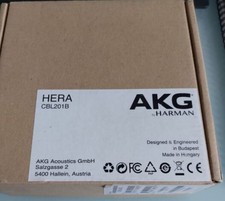 HERA
CBL201B
AKG
by HARMAN
Designed & Engineered
in Budapest
Made in Hungary
AKG Acoustics GmbH
Salzgasse 2
5400 Hallein, Austria